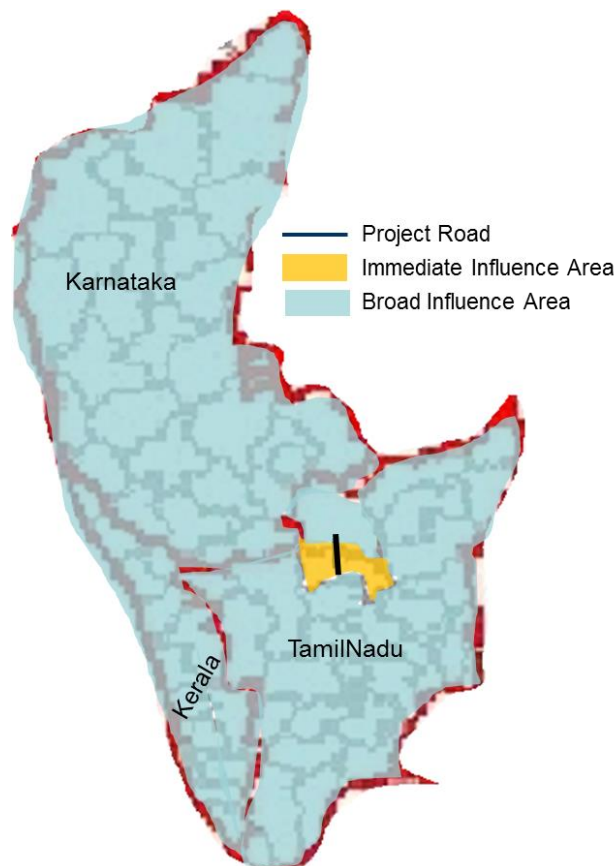 Karnataka
Project Road
Immediate Influence Area
Broad Influence Area
TamilNadu
Kerala